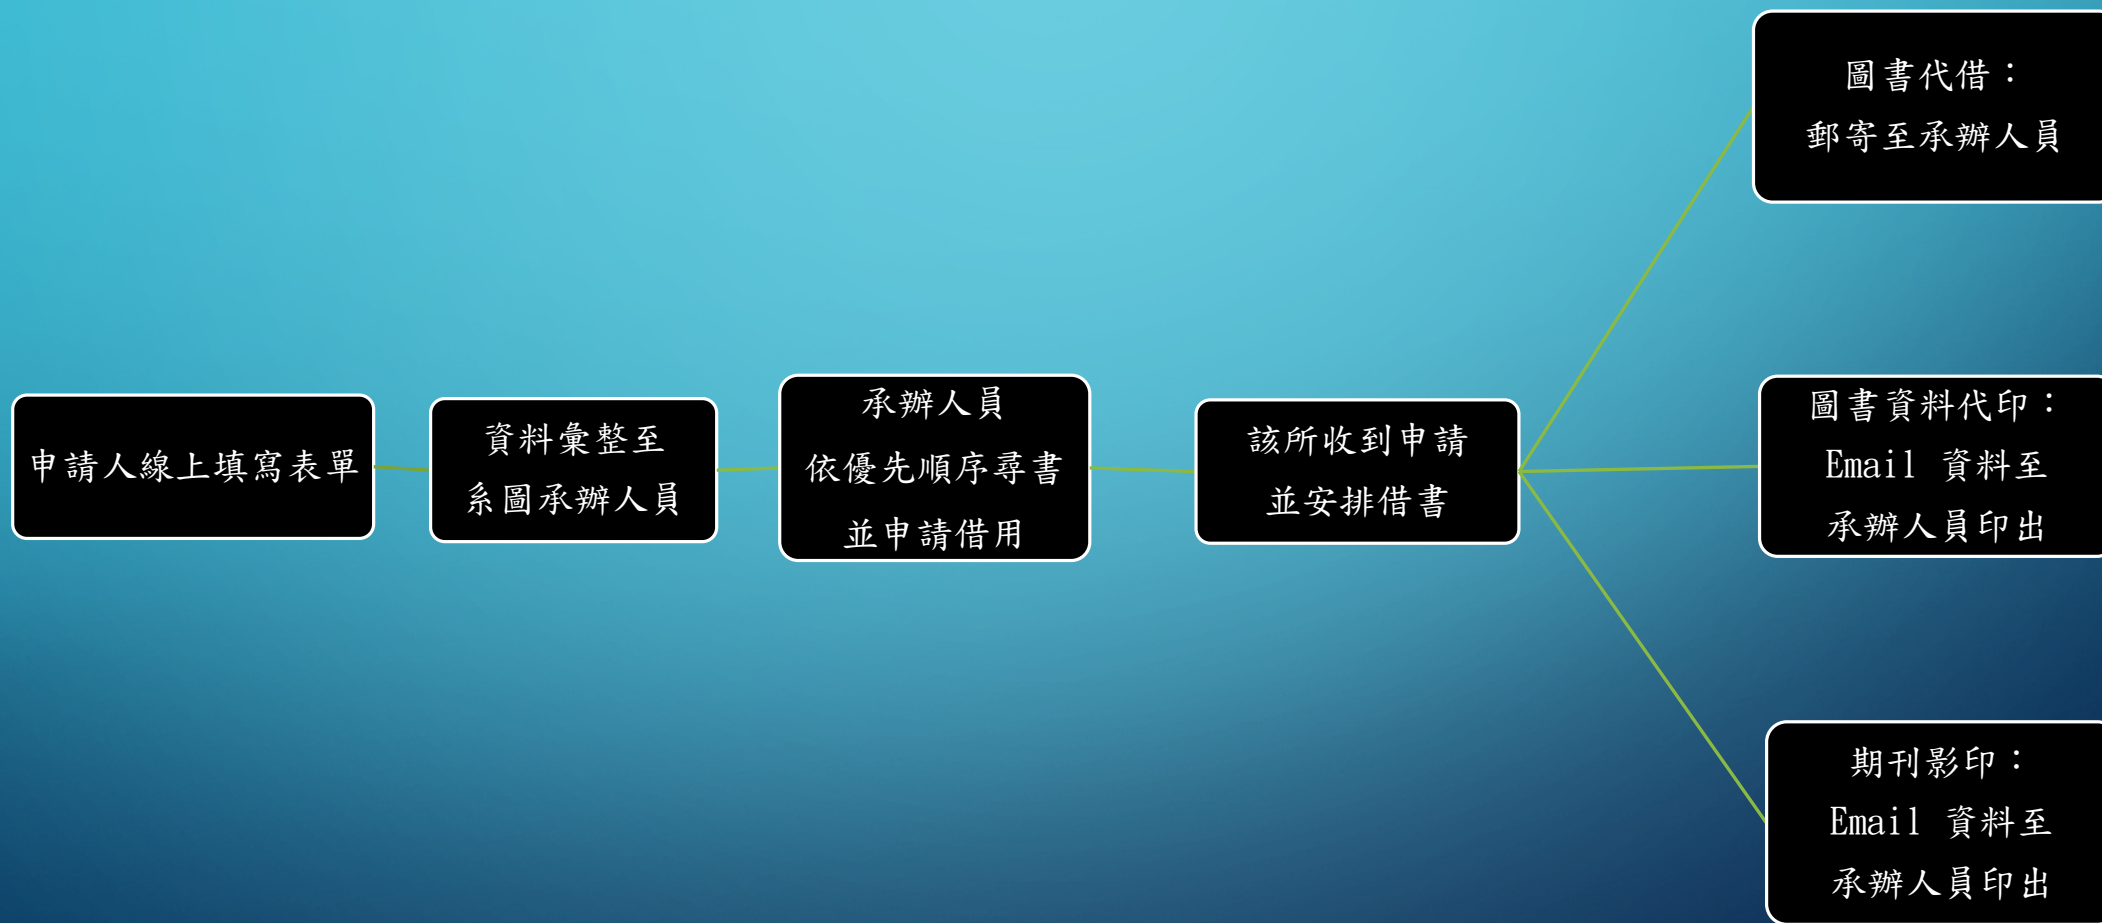 申請人線上填寫表單
資料彙整至
系圖承辦人員
承辦人員
依優先順序尋書
並申請借用
該所收到申請
並安排借書
圖書代借：
郵寄至承辦人員
圖書資料代印：
Email 資料至
承辦人員印出
期刊影印：
Email 資料至
承辦人員印出